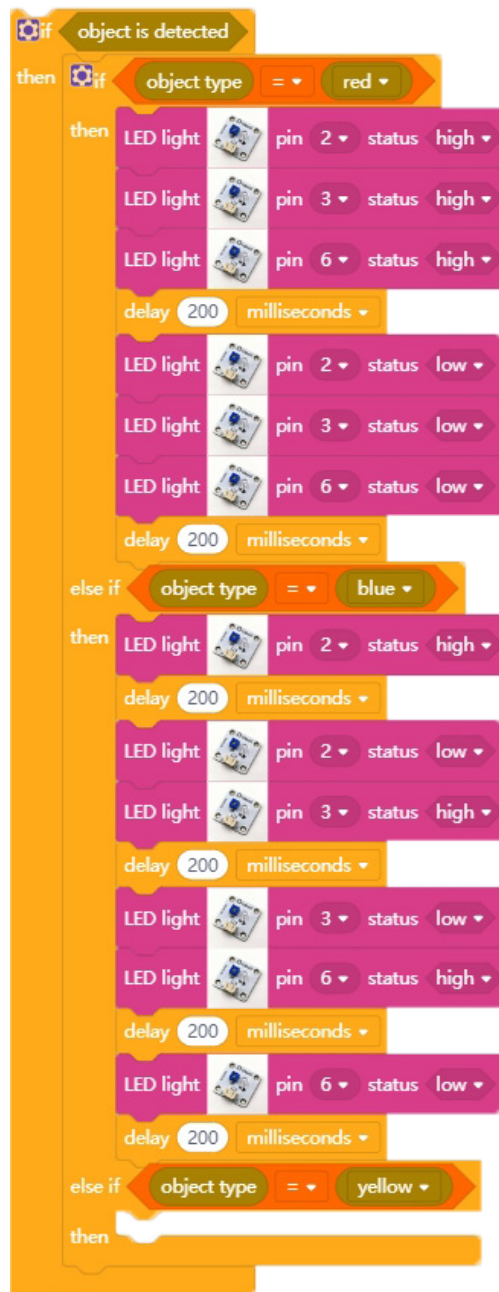 if object is detected
then if object type = red
then LED light pin 2 status high
LED light pin 3 status high
LED light pin 6 status high
delay 200 milliseconds
LED light pin 2 status low
LED light pin 3 status low
LED light pin 6 status low
delay 200 milliseconds
else if object type = blue
then LED light pin 2 status high
delay 200 milliseconds
LED light pin 2 status low
LED light pin 3 status high
delay 200 milliseconds
LED light pin 3 status low
LED light pin 6 status high
delay 200 milliseconds
LED light pin 6 status low
delay 200 milliseconds
else if object type = yellow
then